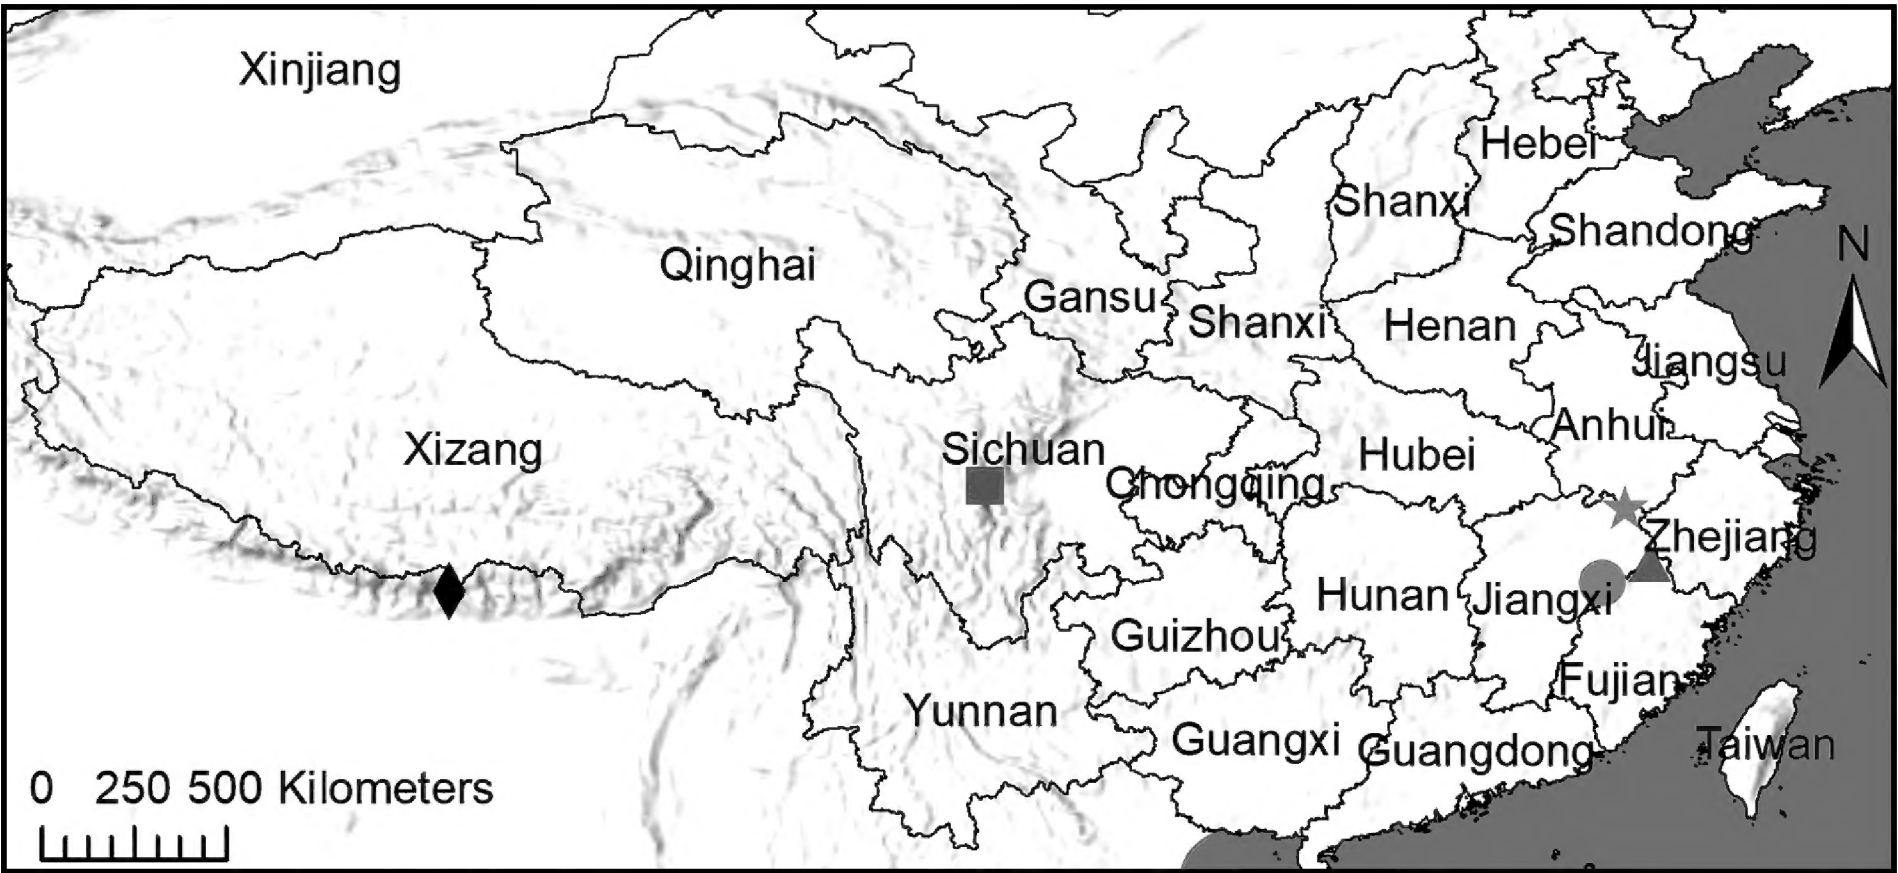 Xinjiang
Hebei
Shanxi
Shandong
N
Qinghai
Gansu
Shanxi
Henan
Jiangsu
Anhui
Xizang
Sichuan
Hubei
Chongqing
Zhejiang
Hunan
Jiangxi
Guizhou
Fujian
Yunnan
Guangxi
Guangdong
Taiwan
0 250 500 Kilometers